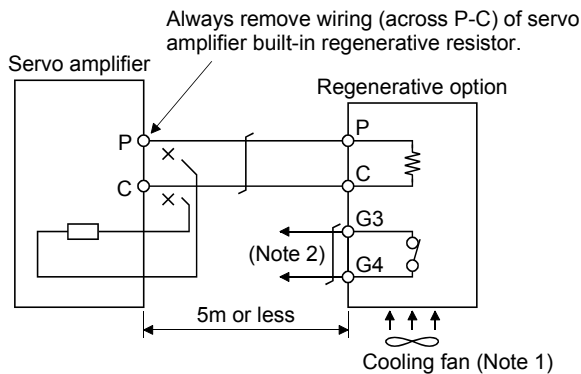 Always remove wiring (across P-C) of servo
amplifier built-in regenerative resistor.
Servo amplifier
Regenerative option
P
P
C
C
G3
(Note 2)
G4
5m or less
Cooling fan (Note 1)